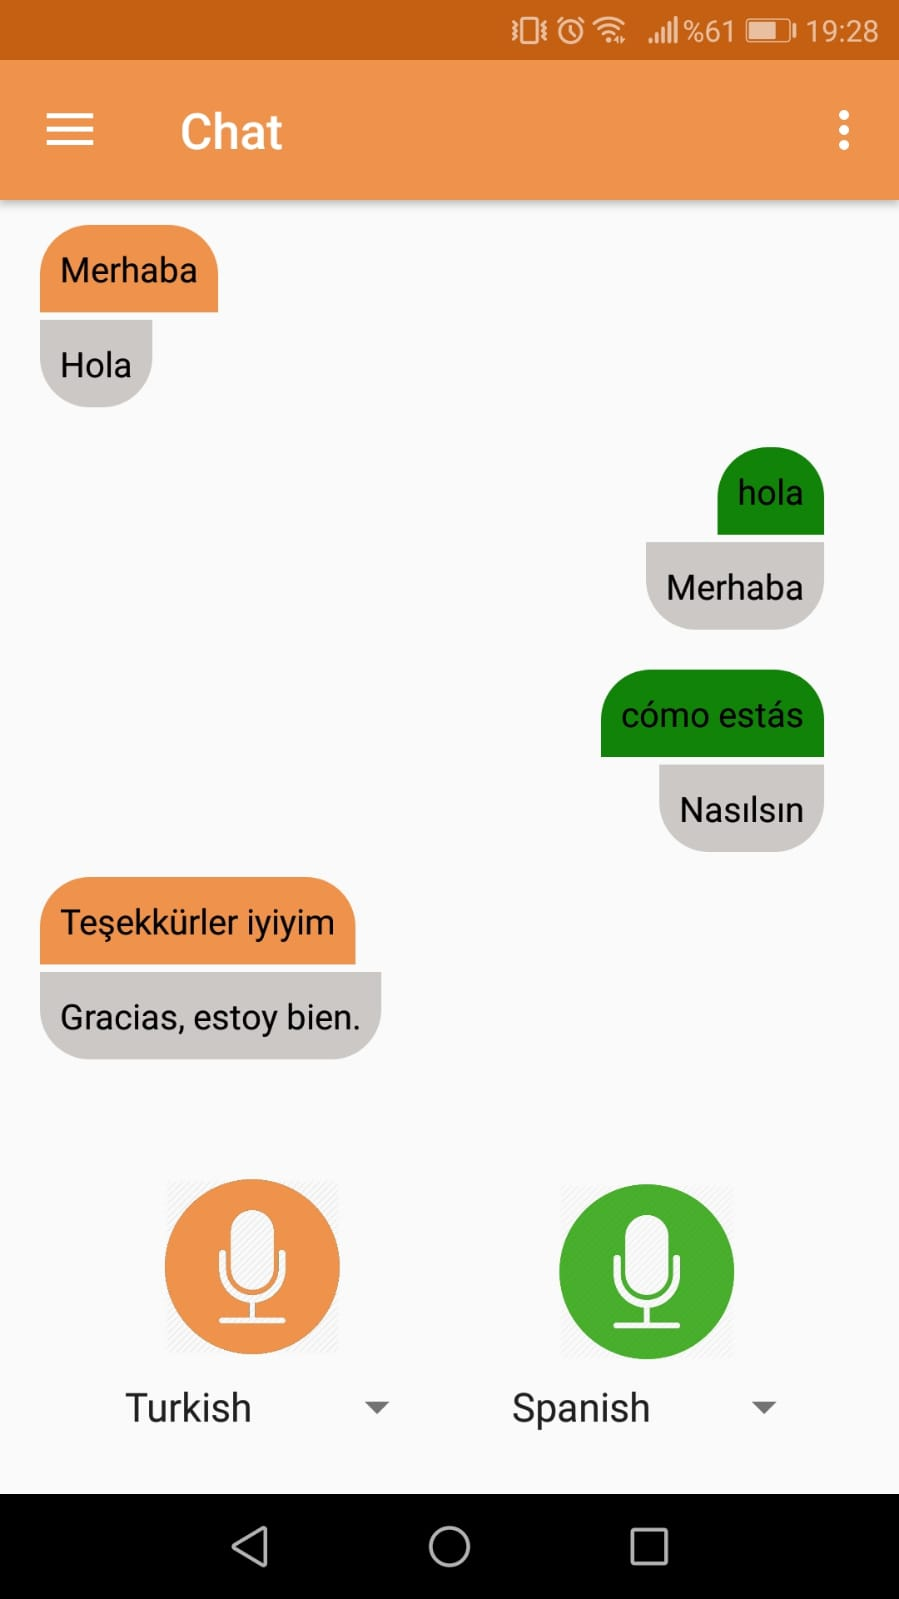 %61 19:28
Chat
Merhaba
Hola
hola
Merhaba
cómo estás
Nasılsın
Teşekkürler iyiyim
Gracias, estoy bien.
Turkish Spanish